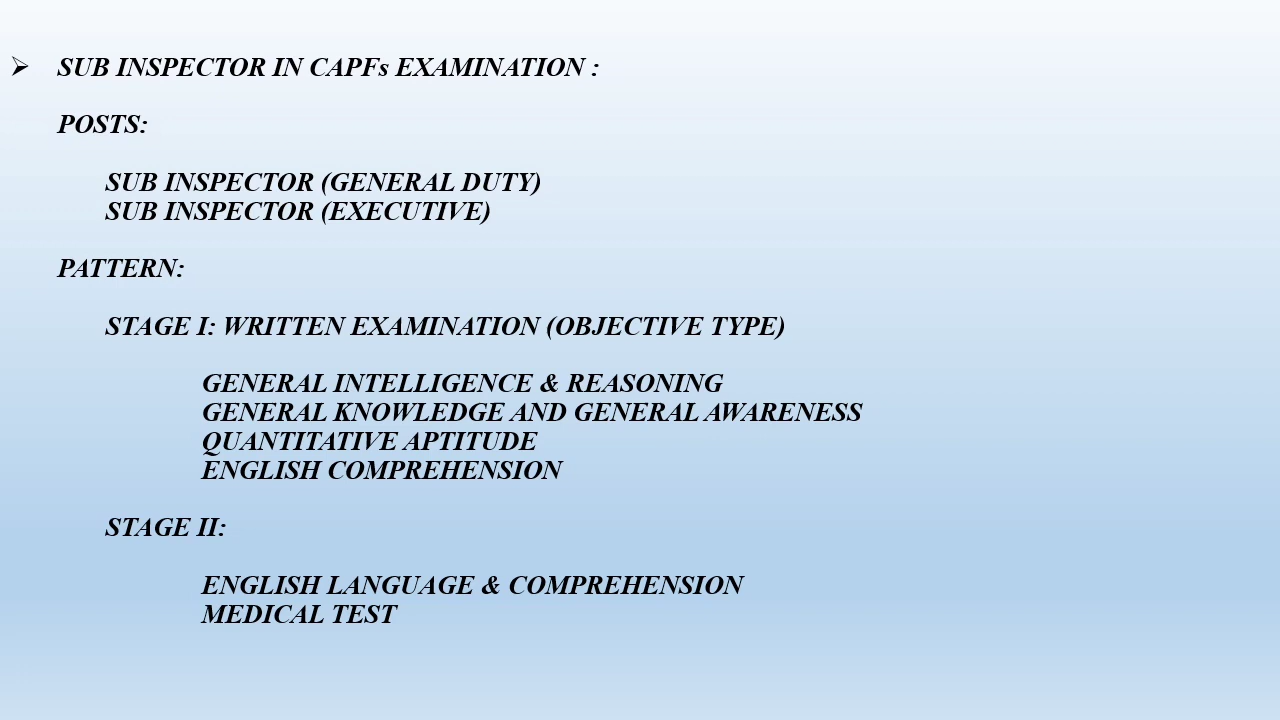 ➢ SUB INSPECTOR IN CAPFs EXAMINATION :
POSTS:
SUB INSPECTOR (GENERAL DUTY)
SUB INSPECTOR (EXECUTIVE)
PATTERN:
STAGE I: WRITTEN EXAMINATION (OBJECTIVE TYPE)
GENERAL INTELLIGENCE & REASONING
GENERAL KNOWLEDGE AND GENERAL AWARENESS
QUANTITATIVE APTITUDE
ENGLISH COMPREHENSION
STAGE II:
ENGLISH LANGUAGE & COMPREHENSION
MEDICAL TEST